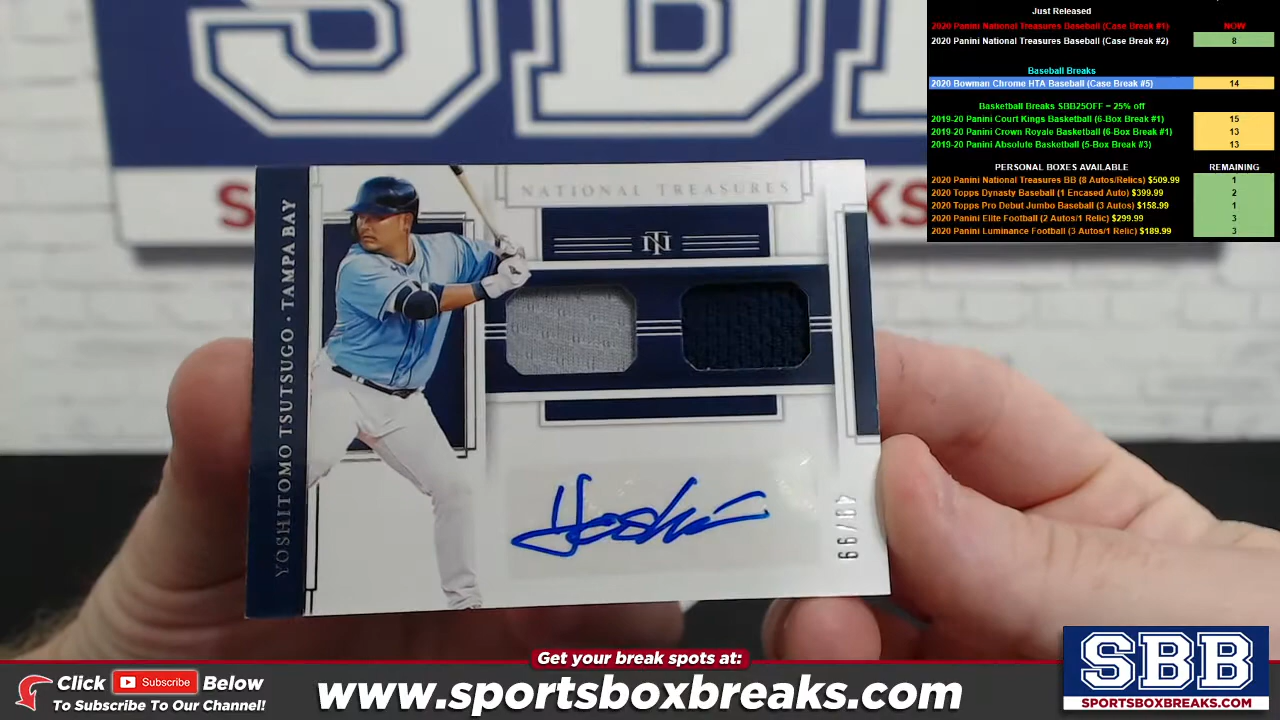 Just Released
2020 Panini National Treasures Baseball (Case Break #1) NOW
2020 Panini National Treasures Baseball (Case Break #2) 8
Baseball Breaks
2020 Bowman Chrome HTA Baseball (Case Break #5) 14
Basketball Breaks SBB25OFF – 25% off
2019-20 Panini Court Kings Basketball (6-Box Break #1) 15
2019-20 Panini Crown Royale Basketball (6-Box Break #1) 13
2019-20 Panini Absolute Basketball (5-Box Break #3) 13
PERSONAL BOXES AVAILABLE REMAINING
2020 Panini National Treasures BB (8 Autos/Relics) $509.99 1
2020 Topps Dynasty Baseball (1 Encased Auto) $399.99 2
2020 Topps Pro Debut Jumbo Baseball (3 Autos) $158.99 1
2020 Panini Elite Football (2 Autos/1 Relic) $299.99 3
2020 Panini Luminance Football (3 Autos/1 Relic) $189.99 3
SBB
NATIONAL TREASURES
NT
YOSHITOMO TSUTSUGO · TAMPA BAY
Yoshi
Get your break spots at:
Click Subscribe Below
To Subscribe To Our Channel!
www.sportsboxbreaks.com
SBB
SPORTSBOXBREAKS.COM